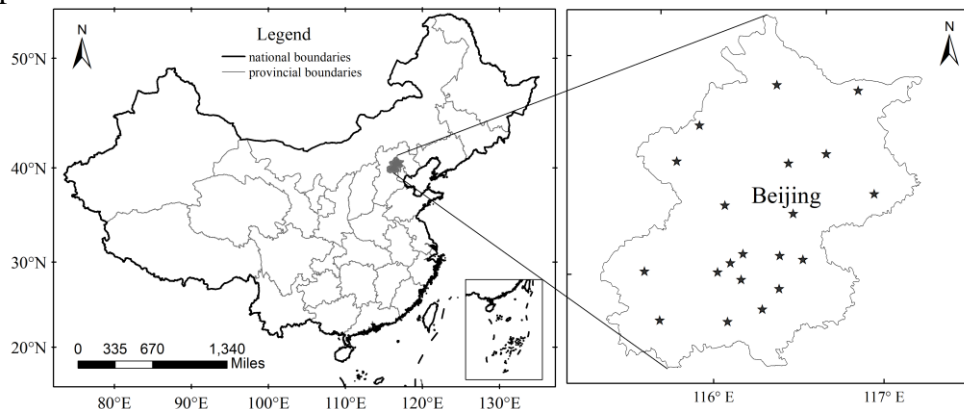 N
Legend
national boundaries
provincial boundaries
50°N
40°N
30°N
20°N
0 335 670 1,340
Miles
80°E 90°E 100°E 110°E 120°E 130°E
N
Beijing
116° E 117° E